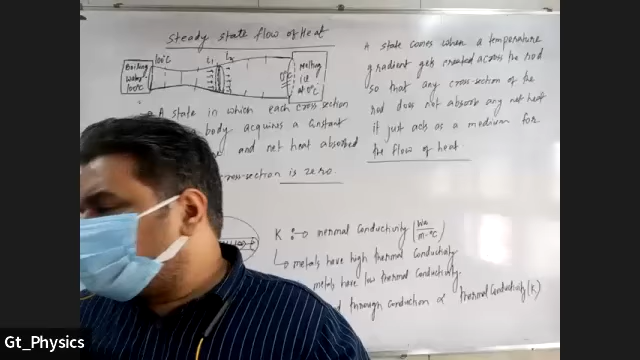 Steady state flow of Heat
100°C
Boiling
Water
100°C
Melting
ice
at 0°C
0°C
A state in which each cross-section
body acquires a Constant
and net heat absorbed
cross-section is zero.
A state comes when a temperature
gradient gets created across the rod
so that any cross-section of the
rod does not absorb any net heat
it just acts as a medium for
the flow of heat
K → Thermal Conductivity
metals have high thermal Conductivity
metals have low thermal Conductivity.
through Conduction ∝ Thermal Conductivity (K)
Gt_Physics